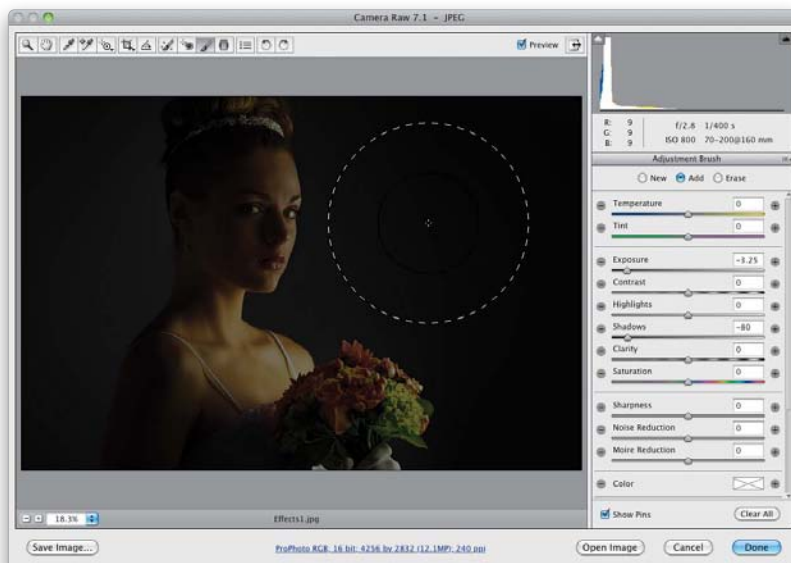 Camera Raw 7.1 – JPEG
Preview
R: 9
G: 9
B: 9
f/2.8 1/400 s
ISO 800 70-200@160 mm
Adjustment Brush
New Add Erase
Temperature 0
Tint 0
Exposure -3.25
Contrast 0
Highlights 0
Shadows -80
Clarity 0
Saturation 0
Sharpness 0
Noise Reduction 0
Moire Reduction 0
Color
Show Pins Clear All
18.3% Effects1.jpg
Save Image... ProPhoto RGB; 16 bit; 4256 by 2832 (12.1MP); 240 ppi Open Image Cancel Done